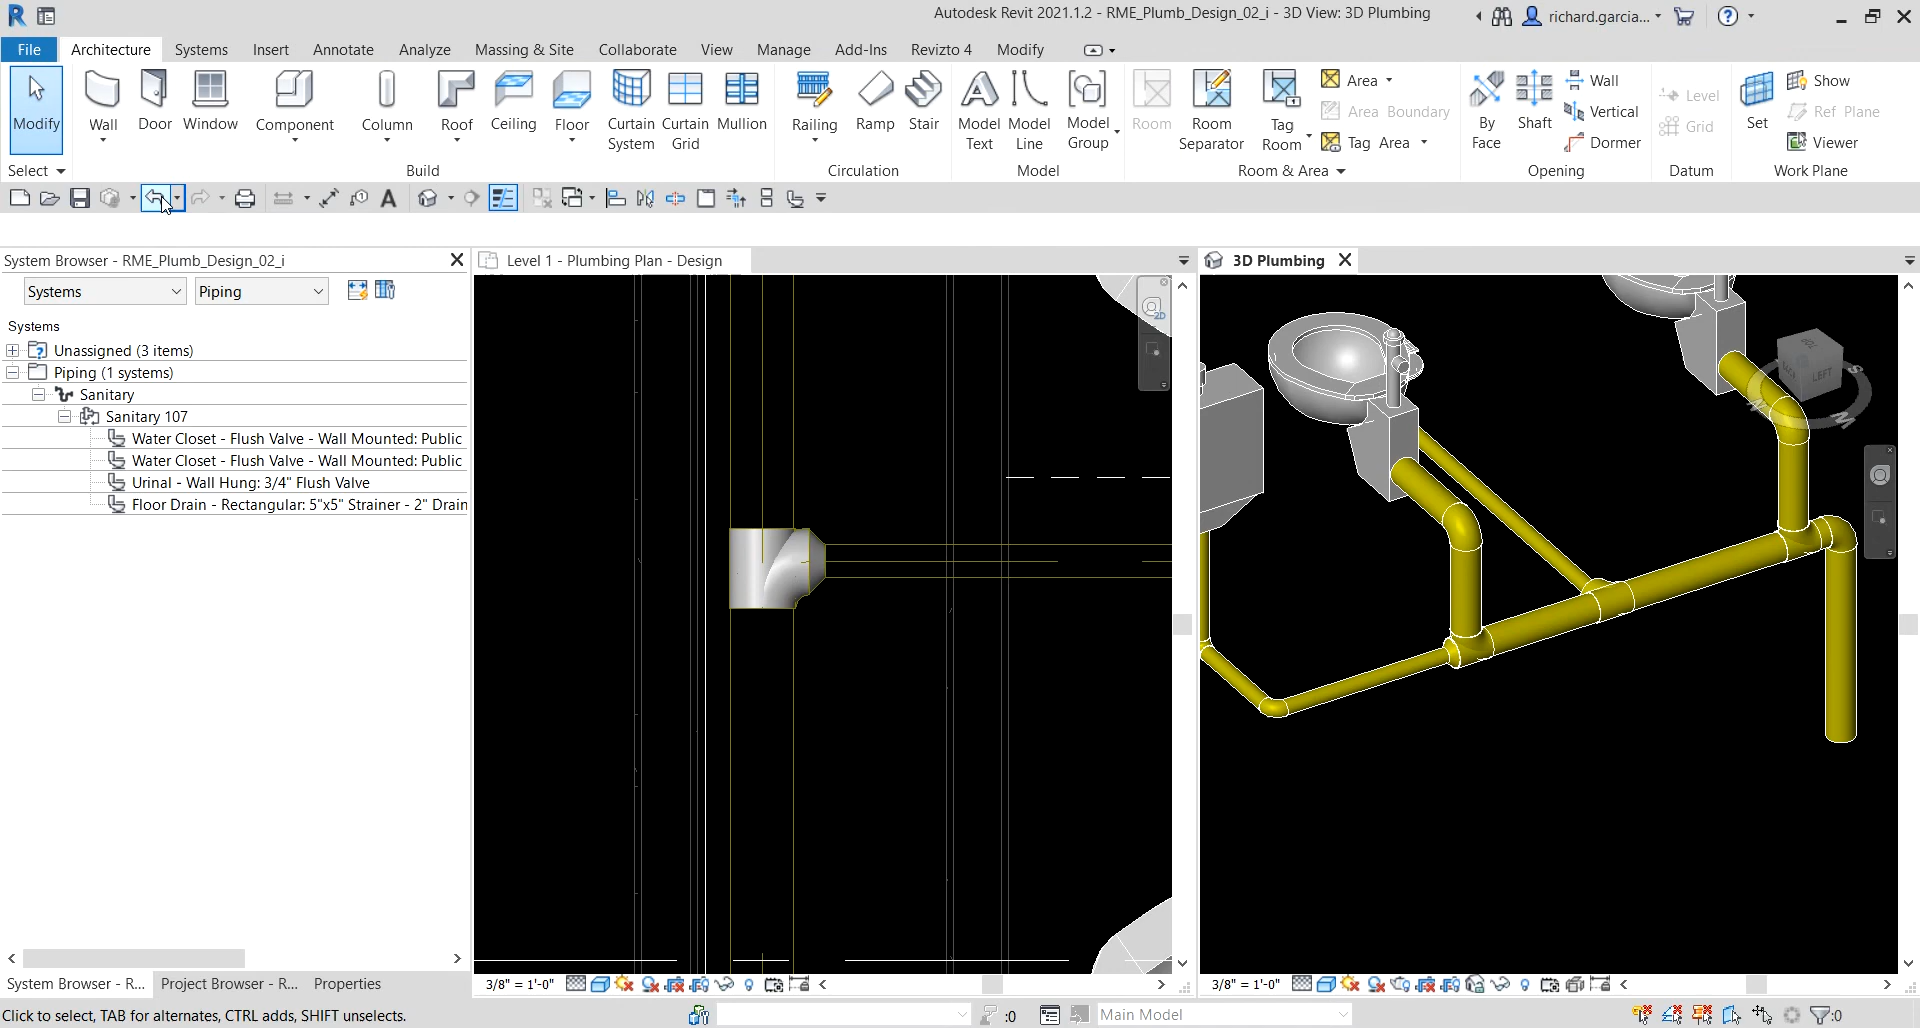 Autodesk Revit 2021.1.2 - RME_Plumb_Design_02_i - 3D View: 3D Plumbing
richard.garcia...
File Architecture Systems Insert Annotate Analyze Massing & Site Collaborate View Manage Add-Ins Revizto 4 Modify
Modify
Wall
Door
Window
Component
Column
Roof
Ceiling
Floor
Curtain System
Curtain Grid
Mullion
Railing
Ramp
Stair
Model Text
Model Line
Model Group
Room
Room Separator
Tag Room
Area
Area Boundary
Tag Area
By Face
Shaft
Wall
Vertical
Dormer
Level
Grid
Set
Show
Ref Plane
Viewer
Select
Build
Circulation
Model
Room & Area
Opening
Datum
Work Plane
System Browser - RME_Plumb_Design_02_i
Systems
Piping
Systems
Unassigned (3 items)
Piping (1 systems)
Sanitary
Sanitary 107
Water Closet - Flush Valve - Wall Mounted: Public
Water Closet - Flush Valve - Wall Mounted: Public
Urinal - Wall Hung: 3/4" Flush Valve
Floor Drain - Rectangular: 5"x5" Strainer - 2" Drain
Level 1 - Plumbing Plan - Design
2D
3D Plumbing
TOP
LEFT
S
System Browser - R...
Project Browser - R...
Properties
3/8" = 1'-0"
3/8" = 1'-0"
Click to select, TAB for alternates, CTRL adds, SHIFT unselects.
:0
Main Model
:0